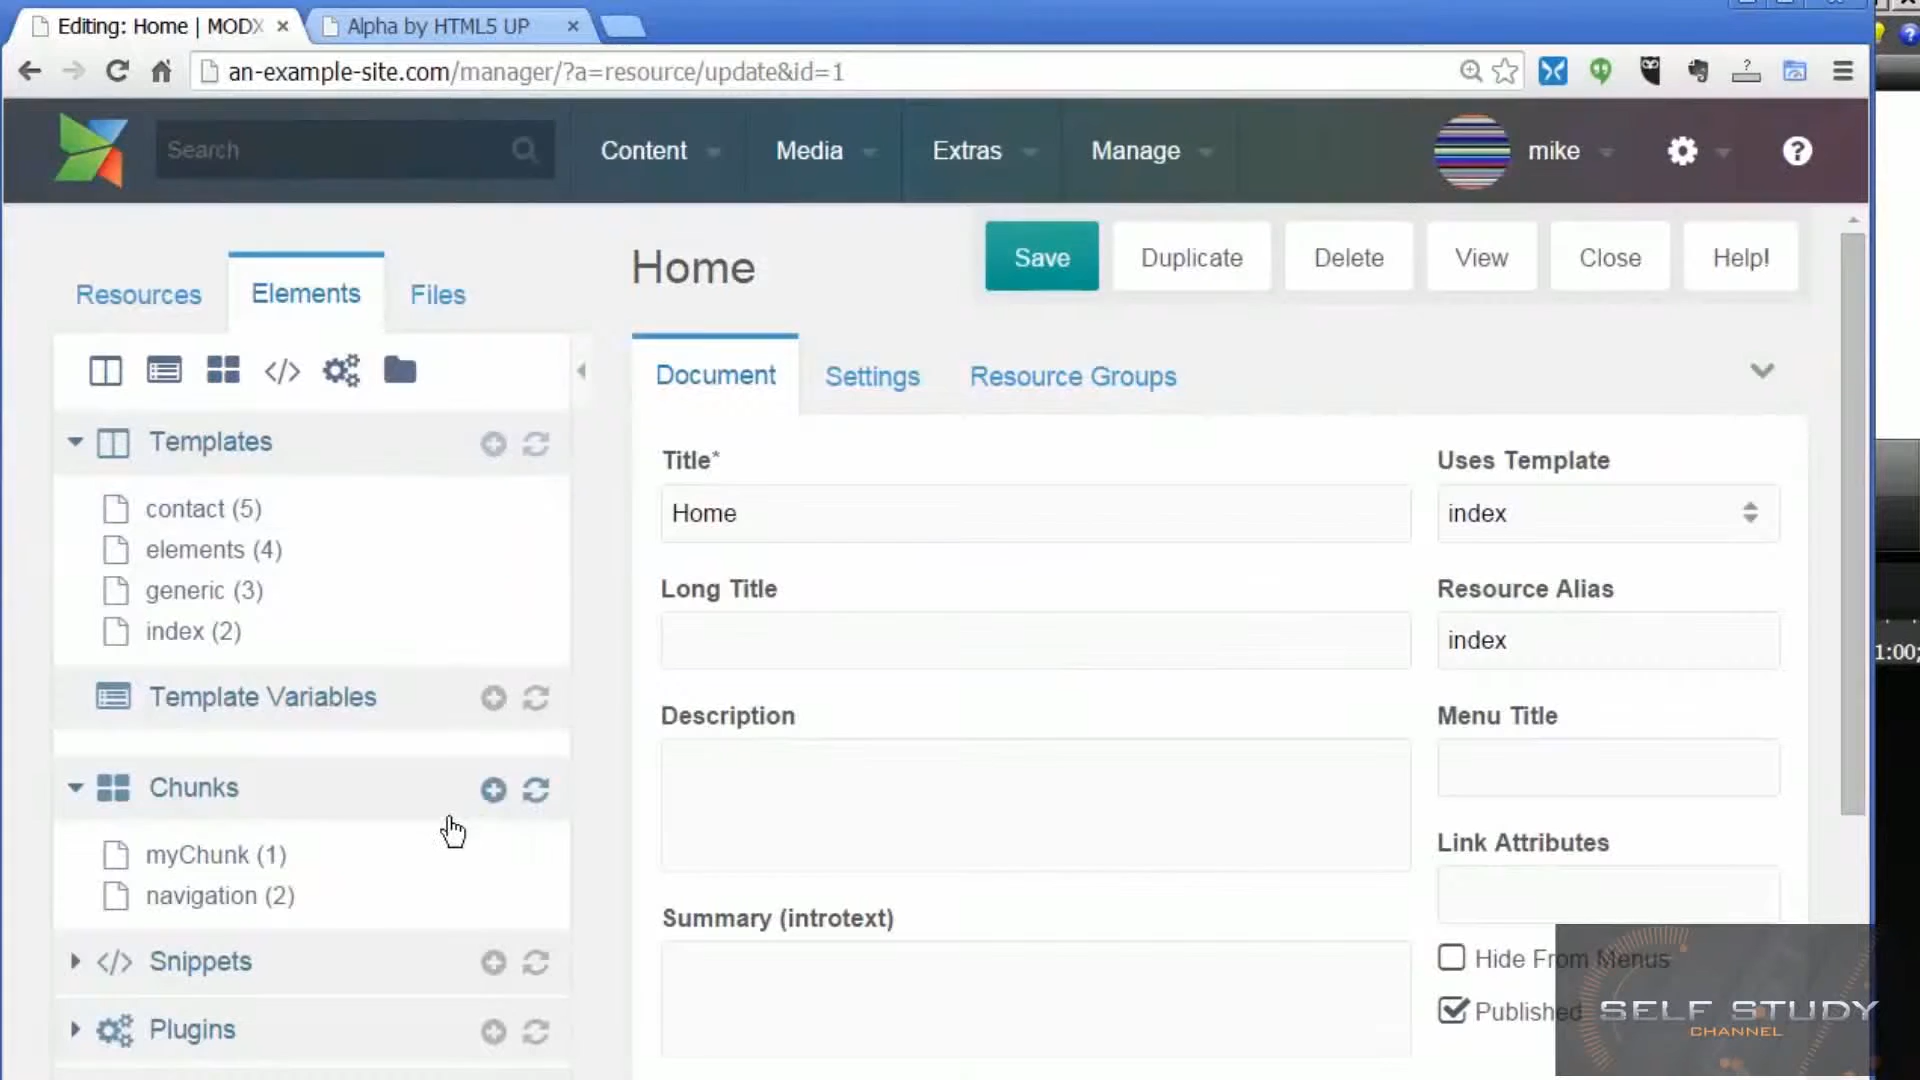 Editing: Home | MODX
Alpha by HTML5 UP
an-example-site.com/manager/?a=resource/update&id=1
Search
Content
Media
Extras
Manage
mike
Resources
Elements
Files
Home
Save
Duplicate
Delete
View
Close
Help!
Document
Settings
Resource Groups
Templates
contact (5)
elements (4)
generic (3)
index (2)
Template Variables
Chunks
myChunk (1)
navigation (2)
Snippets
Plugins
Title*
Home
Long Title
Description
Summary (introtext)
Uses Template
index
Resource Alias
index
Menu Title
Link Attributes
Hide From Menus
Published
1:00;
SELF STUDY
CHANNEL